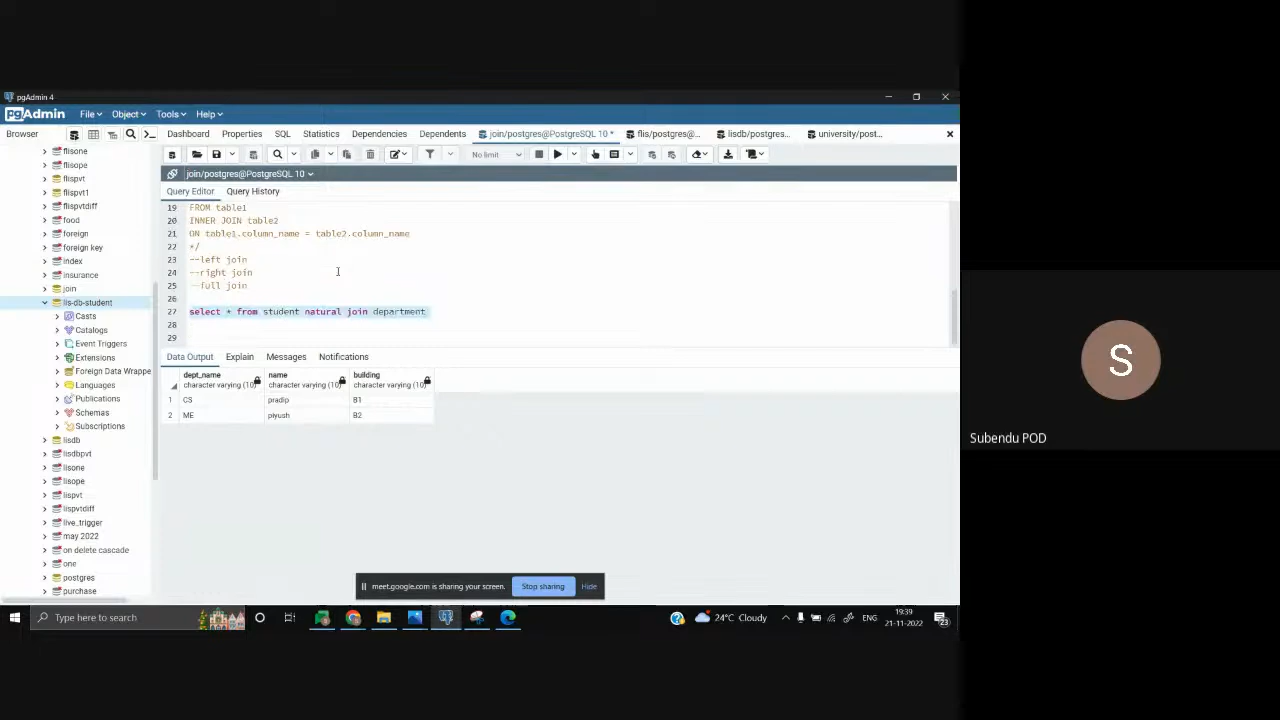 pgAdmin 4
pgAdmin File Object Tools Help
Browser Dashboard Properties SQL Statistics Dependencies Dependents join/postgres@PostgreSQL 10 * flis/postgres@... lisdb/postgres... university/post...
No limit
join/postgres@PostgreSQL 10
Query Editor Query History
19 FROM table1
20 INNER JOIN table2
21 ON table1.column_name = table2.column_name
22 */
23 --left join
24 --right join
25 --full join
26
27 select * from student natural join department
28
29
Data Output Explain Messages Notifications
dept_name name building
character varying (10) character varying (10) character varying (10)
1 CS pradip B1
2 ME piyush B2
flisone
flisope
flispvt
flispvt1
flispvtdiff
food
foreign
foreign key
index
insurance
join
lis-db-student
Casts
Catalogs
Event Triggers
Extensions
Foreign Data Wrappe
Languages
Publications
Schemas
Subscriptions
lisdb
lisdbpvt
lisone
lisope
lispvt
lispvtdiff
live_trigger
may 2022
on delete cascade
one
postgres
purchase
meet.google.com is sharing your screen. Stop sharing Hide
Type here to search
24°C Cloudy
ENG
19:39
21-11-2022
23
S
Subendu POD